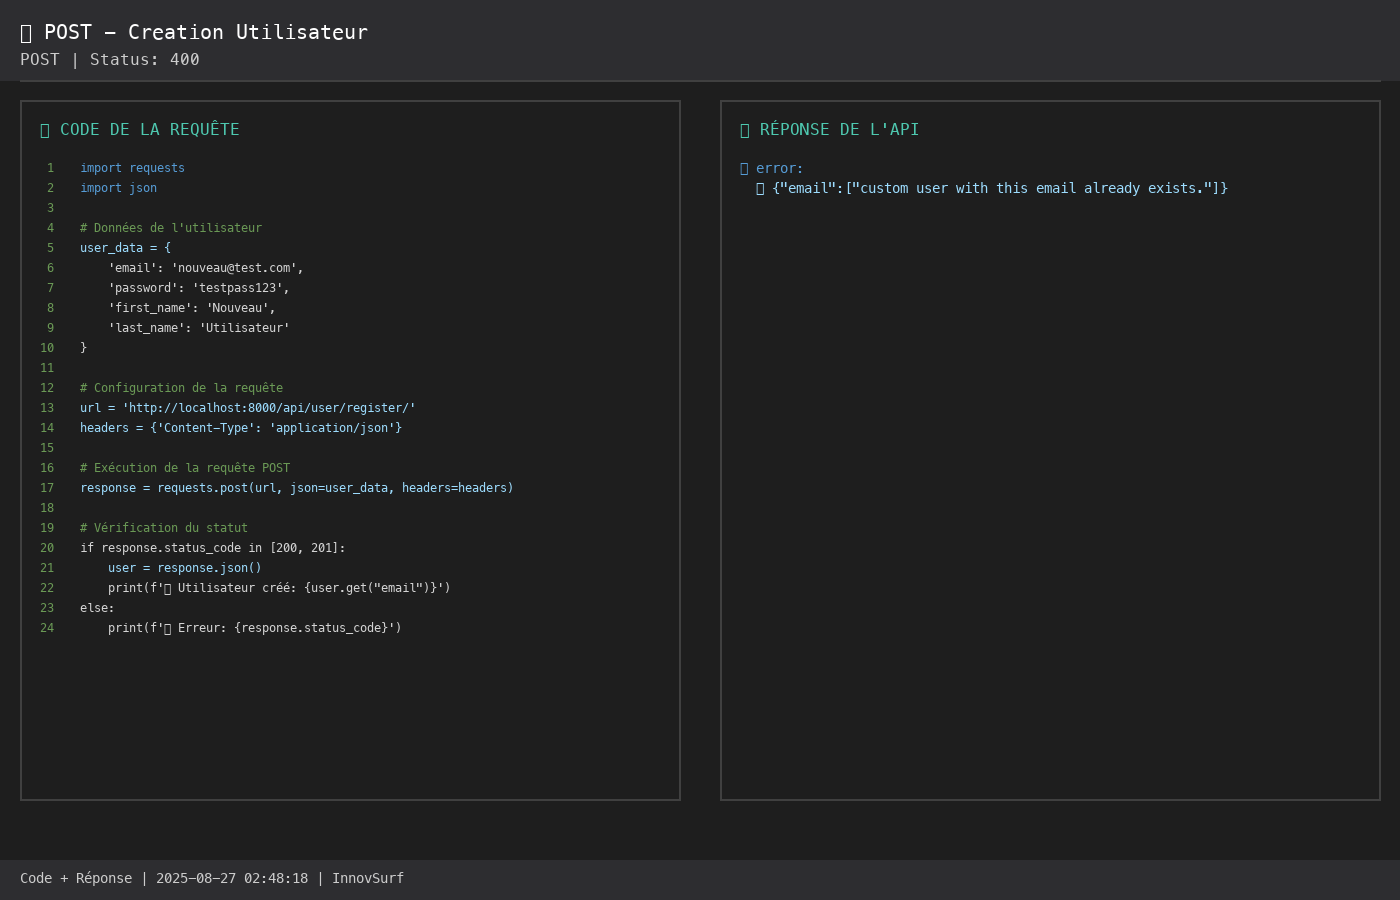 POST - Creation Utilisateur
POST | Status: 400
CODE DE LA REQUÊTE
1 import requests
2 import json
3
4 # Données de l'utilisateur
5 user_data = {
6     'email': 'nouveau@test.com',
7     'password': 'testpass123',
8     'first_name': 'Nouveau',
9     'last_name': 'Utilisateur'
10 }
11
12 # Configuration de la requête
13 url = 'http://localhost:8000/api/user/register/'
14 headers = {'Content-Type': 'application/json'}
15
16 # Exécution de la requête POST
17 response = requests.post(url, json=user_data, headers=headers)
18
19 # Vérification du statut
20 if response.status_code in [200, 201]:
21     user = response.json()
22     print(f'▯ Utilisateur créé: {user.get("email")}')
23 else:
24     print(f'▯ Erreur: {response.status_code}')
RÉPONSE DE L'API
error:
{"email":["custom user with this email already exists."]}
Code + Réponse | 2025-08-27 02:48:18 | InnovSurf